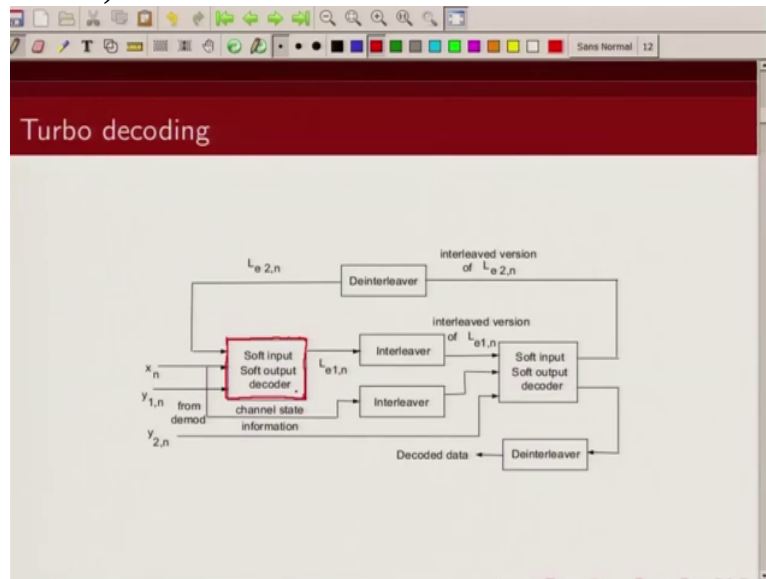 Sans Normal 12
Turbo decoding
L e 2,n
interleaved version
of L e 2,n
Deinterleaver
interleaved version
of L e1,n
Soft input
Soft output
decoder
L e1,n
Interleaver
Soft input
Soft output
decoder
x n
y 1,n
from
demod
channel state
information
Interleaver
y 2,n
Decoded data
Deinterleaver